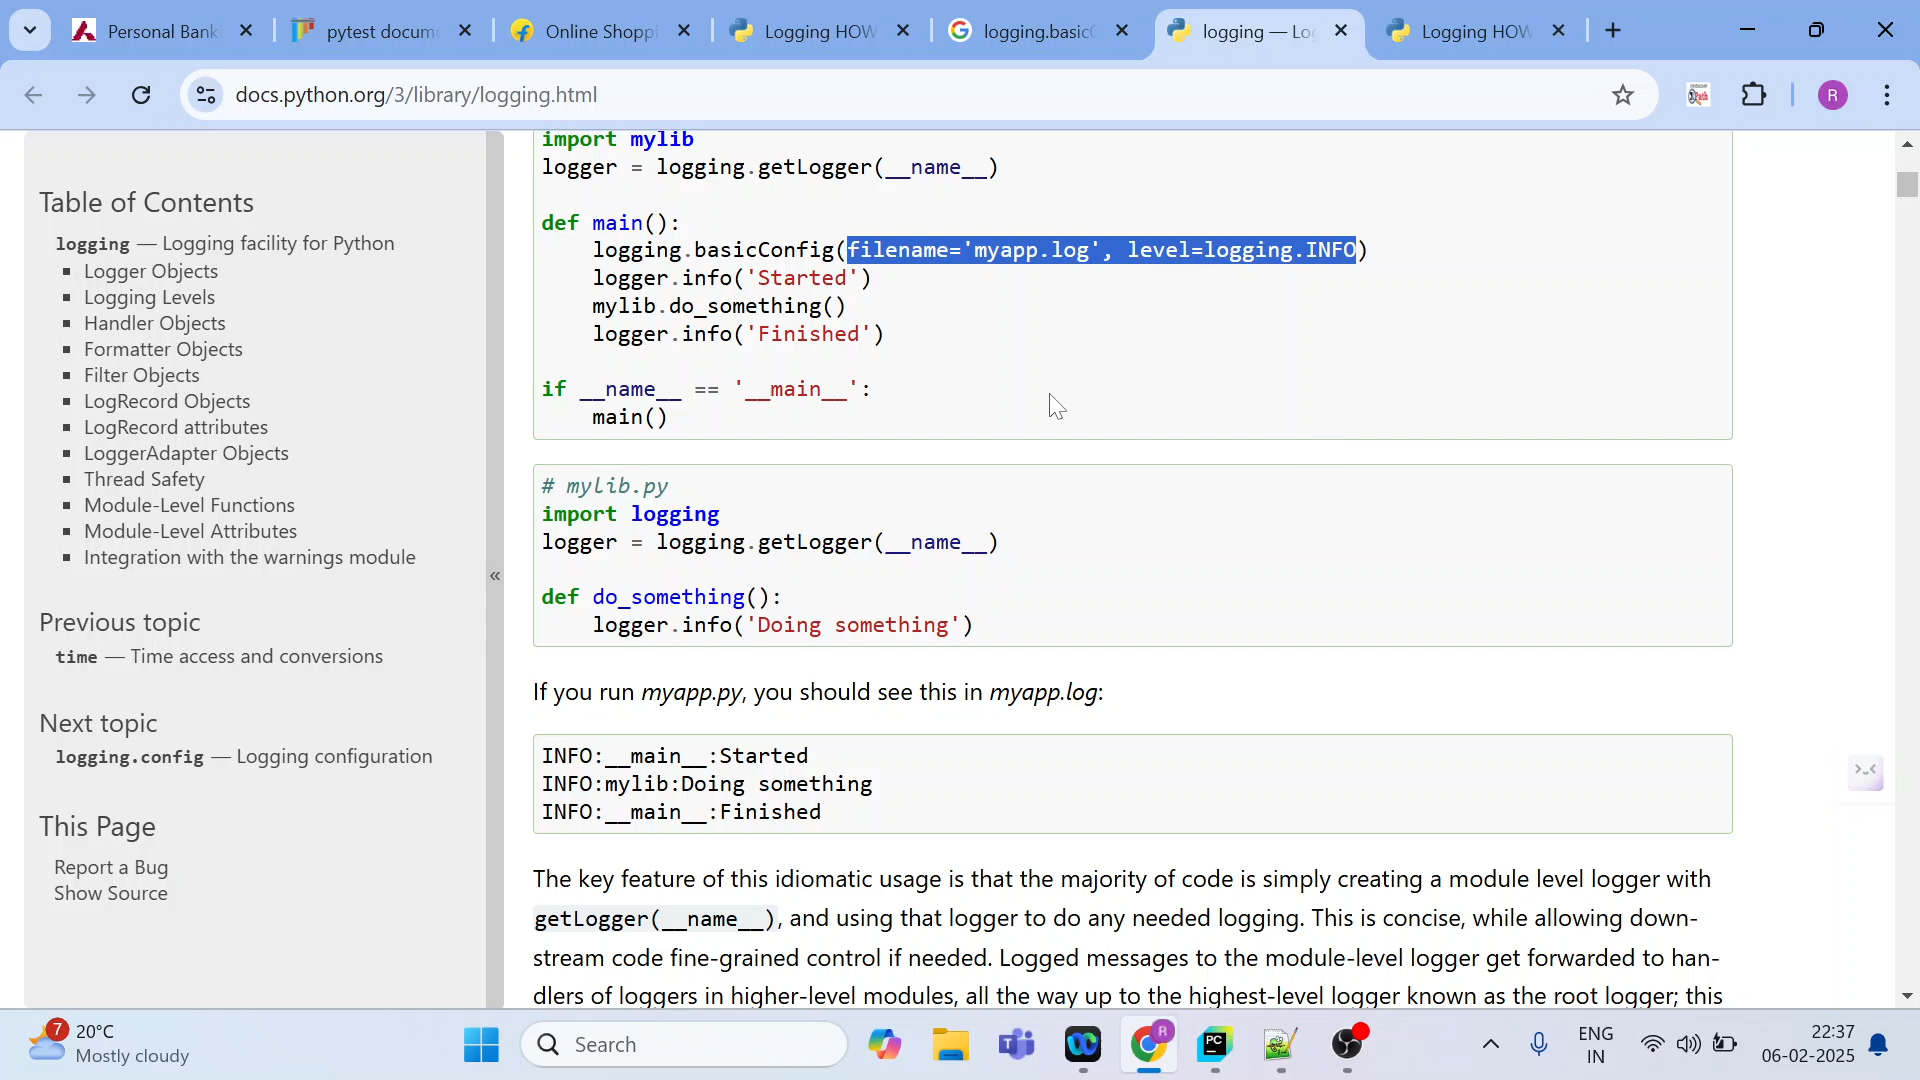 Personal Bank
pytest docum
Online Shoppi
Logging HOW
logging.basicC
logging — Lo
Logging HOW
docs.python.org/3/library/logging.html
R
Table of Contents
logging — Logging facility for Python
Logger Objects
Logging Levels
Handler Objects
Formatter Objects
Filter Objects
LogRecord Objects
LogRecord attributes
LoggerAdapter Objects
Thread Safety
Module-Level Functions
Module-Level Attributes
Integration with the warnings module
Previous topic
time — Time access and conversions
Next topic
logging.config — Logging configuration
This Page
Report a Bug
Show Source
«
import mylib
logger = logging.getLogger(__name__)
def main():
logging.basicConfig(filename='myapp.log', level=logging.INFO)
logger.info('Started')
mylib.do_something()
logger.info('Finished')
if __name__ == '__main__':
main()
# mylib.py
import logging
logger = logging.getLogger(__name__)
def do_something():
logger.info('Doing something')
If you run myapp.py, you should see this in myapp.log:
INFO:__main__:Started
INFO:mylib:Doing something
INFO:__main__:Finished
The key feature of this idiomatic usage is that the majority of code is simply creating a module level logger with
getLogger(__name__), and using that logger to do any needed logging. This is concise, while allowing down-
stream code fine-grained control if needed. Logged messages to the module-level logger get forwarded to han-
dlers of loggers in higher-level modules, all the way up to the highest-level logger known as the root logger; this
7
20°C
Mostly cloudy
Search
R
PC
ENG
IN
22:37
06-02-2025